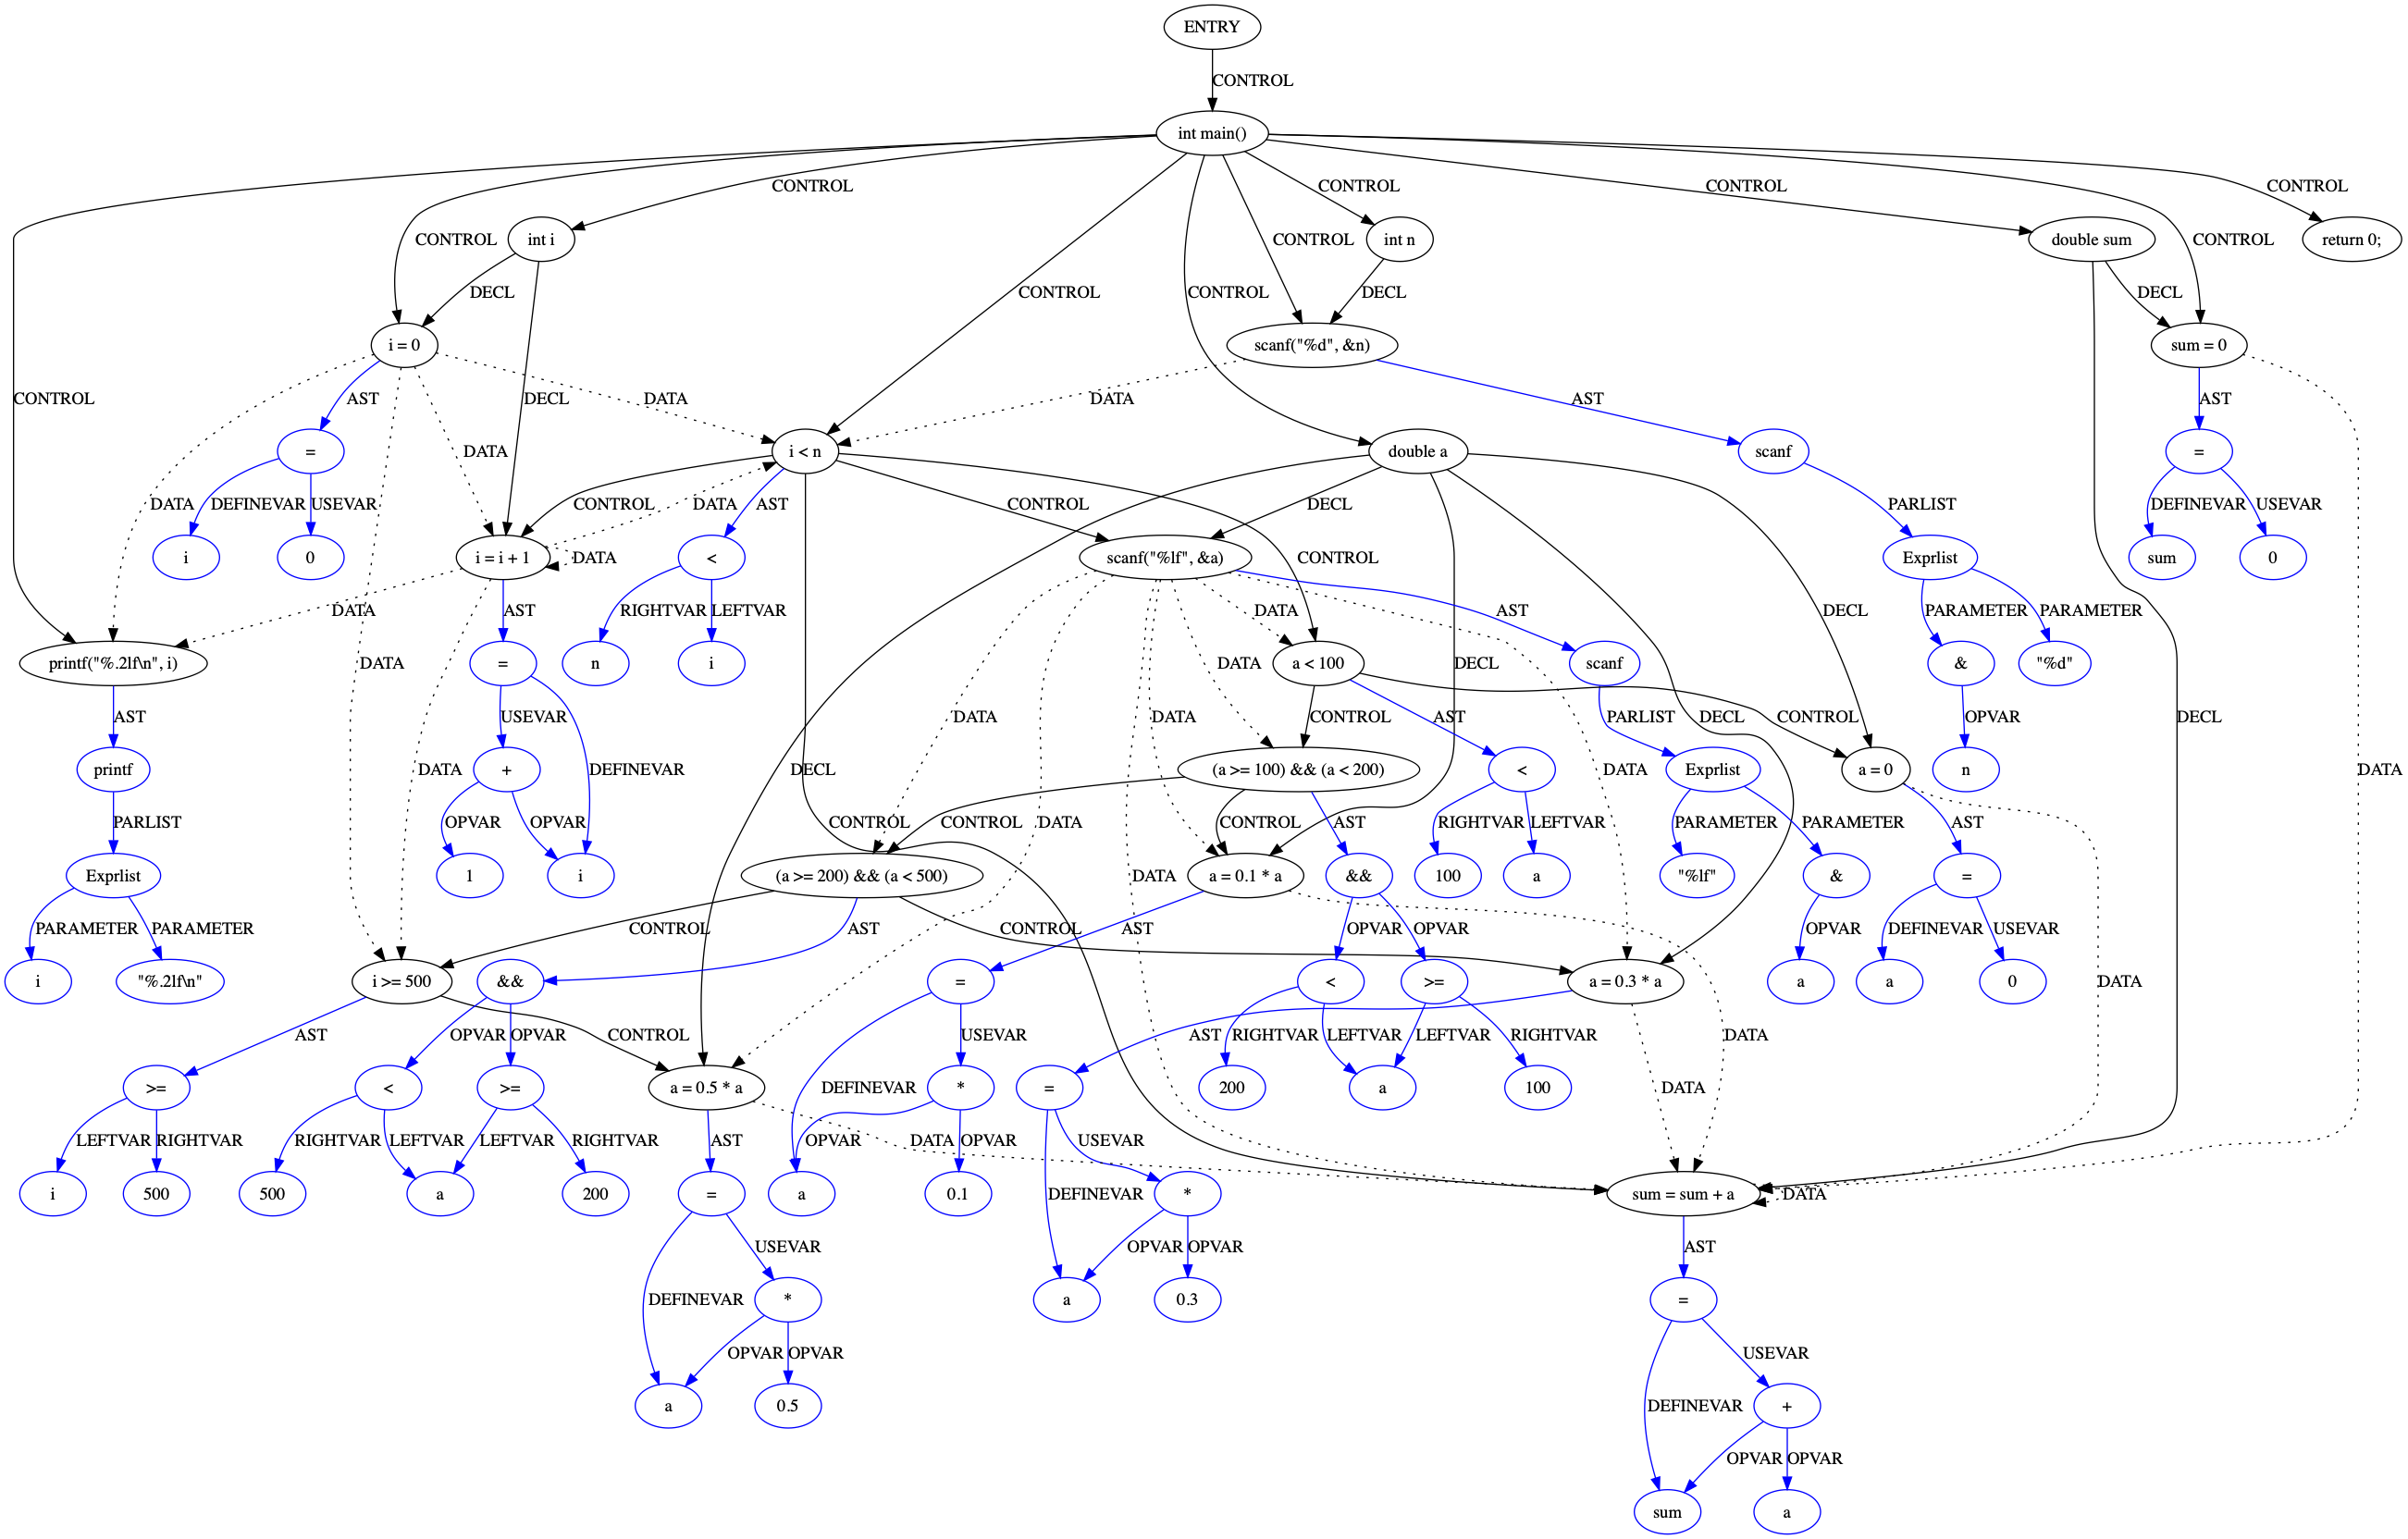 ENTRY
CONTROL
int main()
CONTROL
CONTROL
CONTROL
CONTROL
int i
CONTROL
CONTROL
int n
double sum
CONTROL
return 0;
DECL
CONTROL
CONTROL
DECL
DECL
i = 0
scanf("%d", &n)
sum = 0
CONTROL
AST
DECL
DATA
DATA
AST
AST
=
DATA
i < n
double a
scanf
=
DATA
DEFINEVAR
USEVAR
CONTROL
DATA
AST
CONTROL
DECL
PARLIST
DEFINEVAR
USEVAR
i
0
i = i + 1
DATA
<
scanf("%lf", &a)
CONTROL
Exprlist
sum
0
DATA
AST
RIGHTVAR
LEFTVAR
DATA
AST
DECL
PARAMETER
PARAMETER
printf("%.2lf\n", i)
DATA
=
n
i
a < 100
DECL
scanf
&
"%d"
DATA
AST
USEVAR
DATA
DATA
CONTROL
AST
PARLIST
DECL
CONTROL
OPVAR
DECL
printf
DATA
+
DEFINEVAR
DECL
(a >= 100) && (a < 200)
<
DATA
Exprlist
a = 0
n
DATA
PARLIST
OPVAR
OPVAR
CONTROL
CONTROL
DATA
CONTROL
AST
RIGHTVAR
LEFTVAR
PARAMETER
PARAMETER
AST
Exprlist
1
i
(a >= 200) && (a < 500)
DATA
a = 0.1 * a
&&
100
a
"%lf"
&
=
PARAMETER
PARAMETER
CONTROL
AST
CONTROL
AST
OPVAR
OPVAR
OPVAR
DEFINEVAR
USEVAR
i
"%.2lf\n"
i >= 500
&&
=
<
>=
a = 0.3 * a
a
a
0
DATA
AST
OPVAR
OPVAR
CONTROL
DEFINEVAR
USEVAR
AST
RIGHTVAR
LEFTVAR
LEFTVAR
RIGHTVAR
DATA
>=
<
>=
a = 0.5 * a
*
=
200
a
100
DATA
LEFTVAR
RIGHTVAR
RIGHTVAR
LEFTVAR
LEFTVAR
RIGHTVAR
AST
OPVAR
DATA
OPVAR
USEVAR
i
500
500
a
200
=
a
0.1
DEFINEVAR
*
sum = sum + a
DATA
USEVAR
OPVAR
OPVAR
AST
DEFINEVAR
*
a
0.3
=
OPVAR
OPVAR
DEFINEVAR
USEVAR
a
0.5
+
OPVAR
OPVAR
sum
a